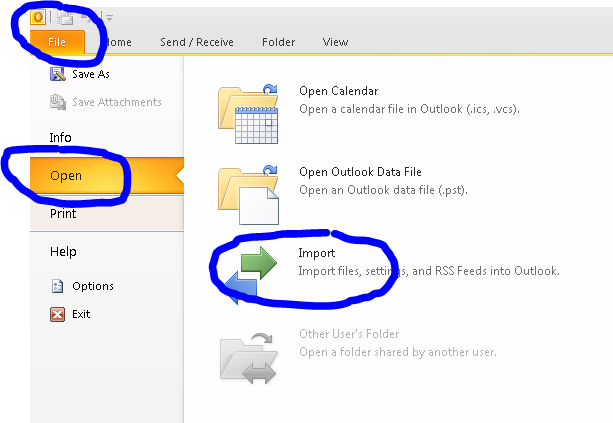 File Home Send / Receive Folder View
Save As
Save Attachments
Info
Open
Print
Help
Options
Exit
Open Calendar
Open a calendar file in Outlook (.ics, .vcs).
Open Outlook Data File
Open an Outlook data file (.pst).
Import
Import files, settings, and RSS Feeds into Outlook.
Other User's Folder
Open a folder shared by another user.